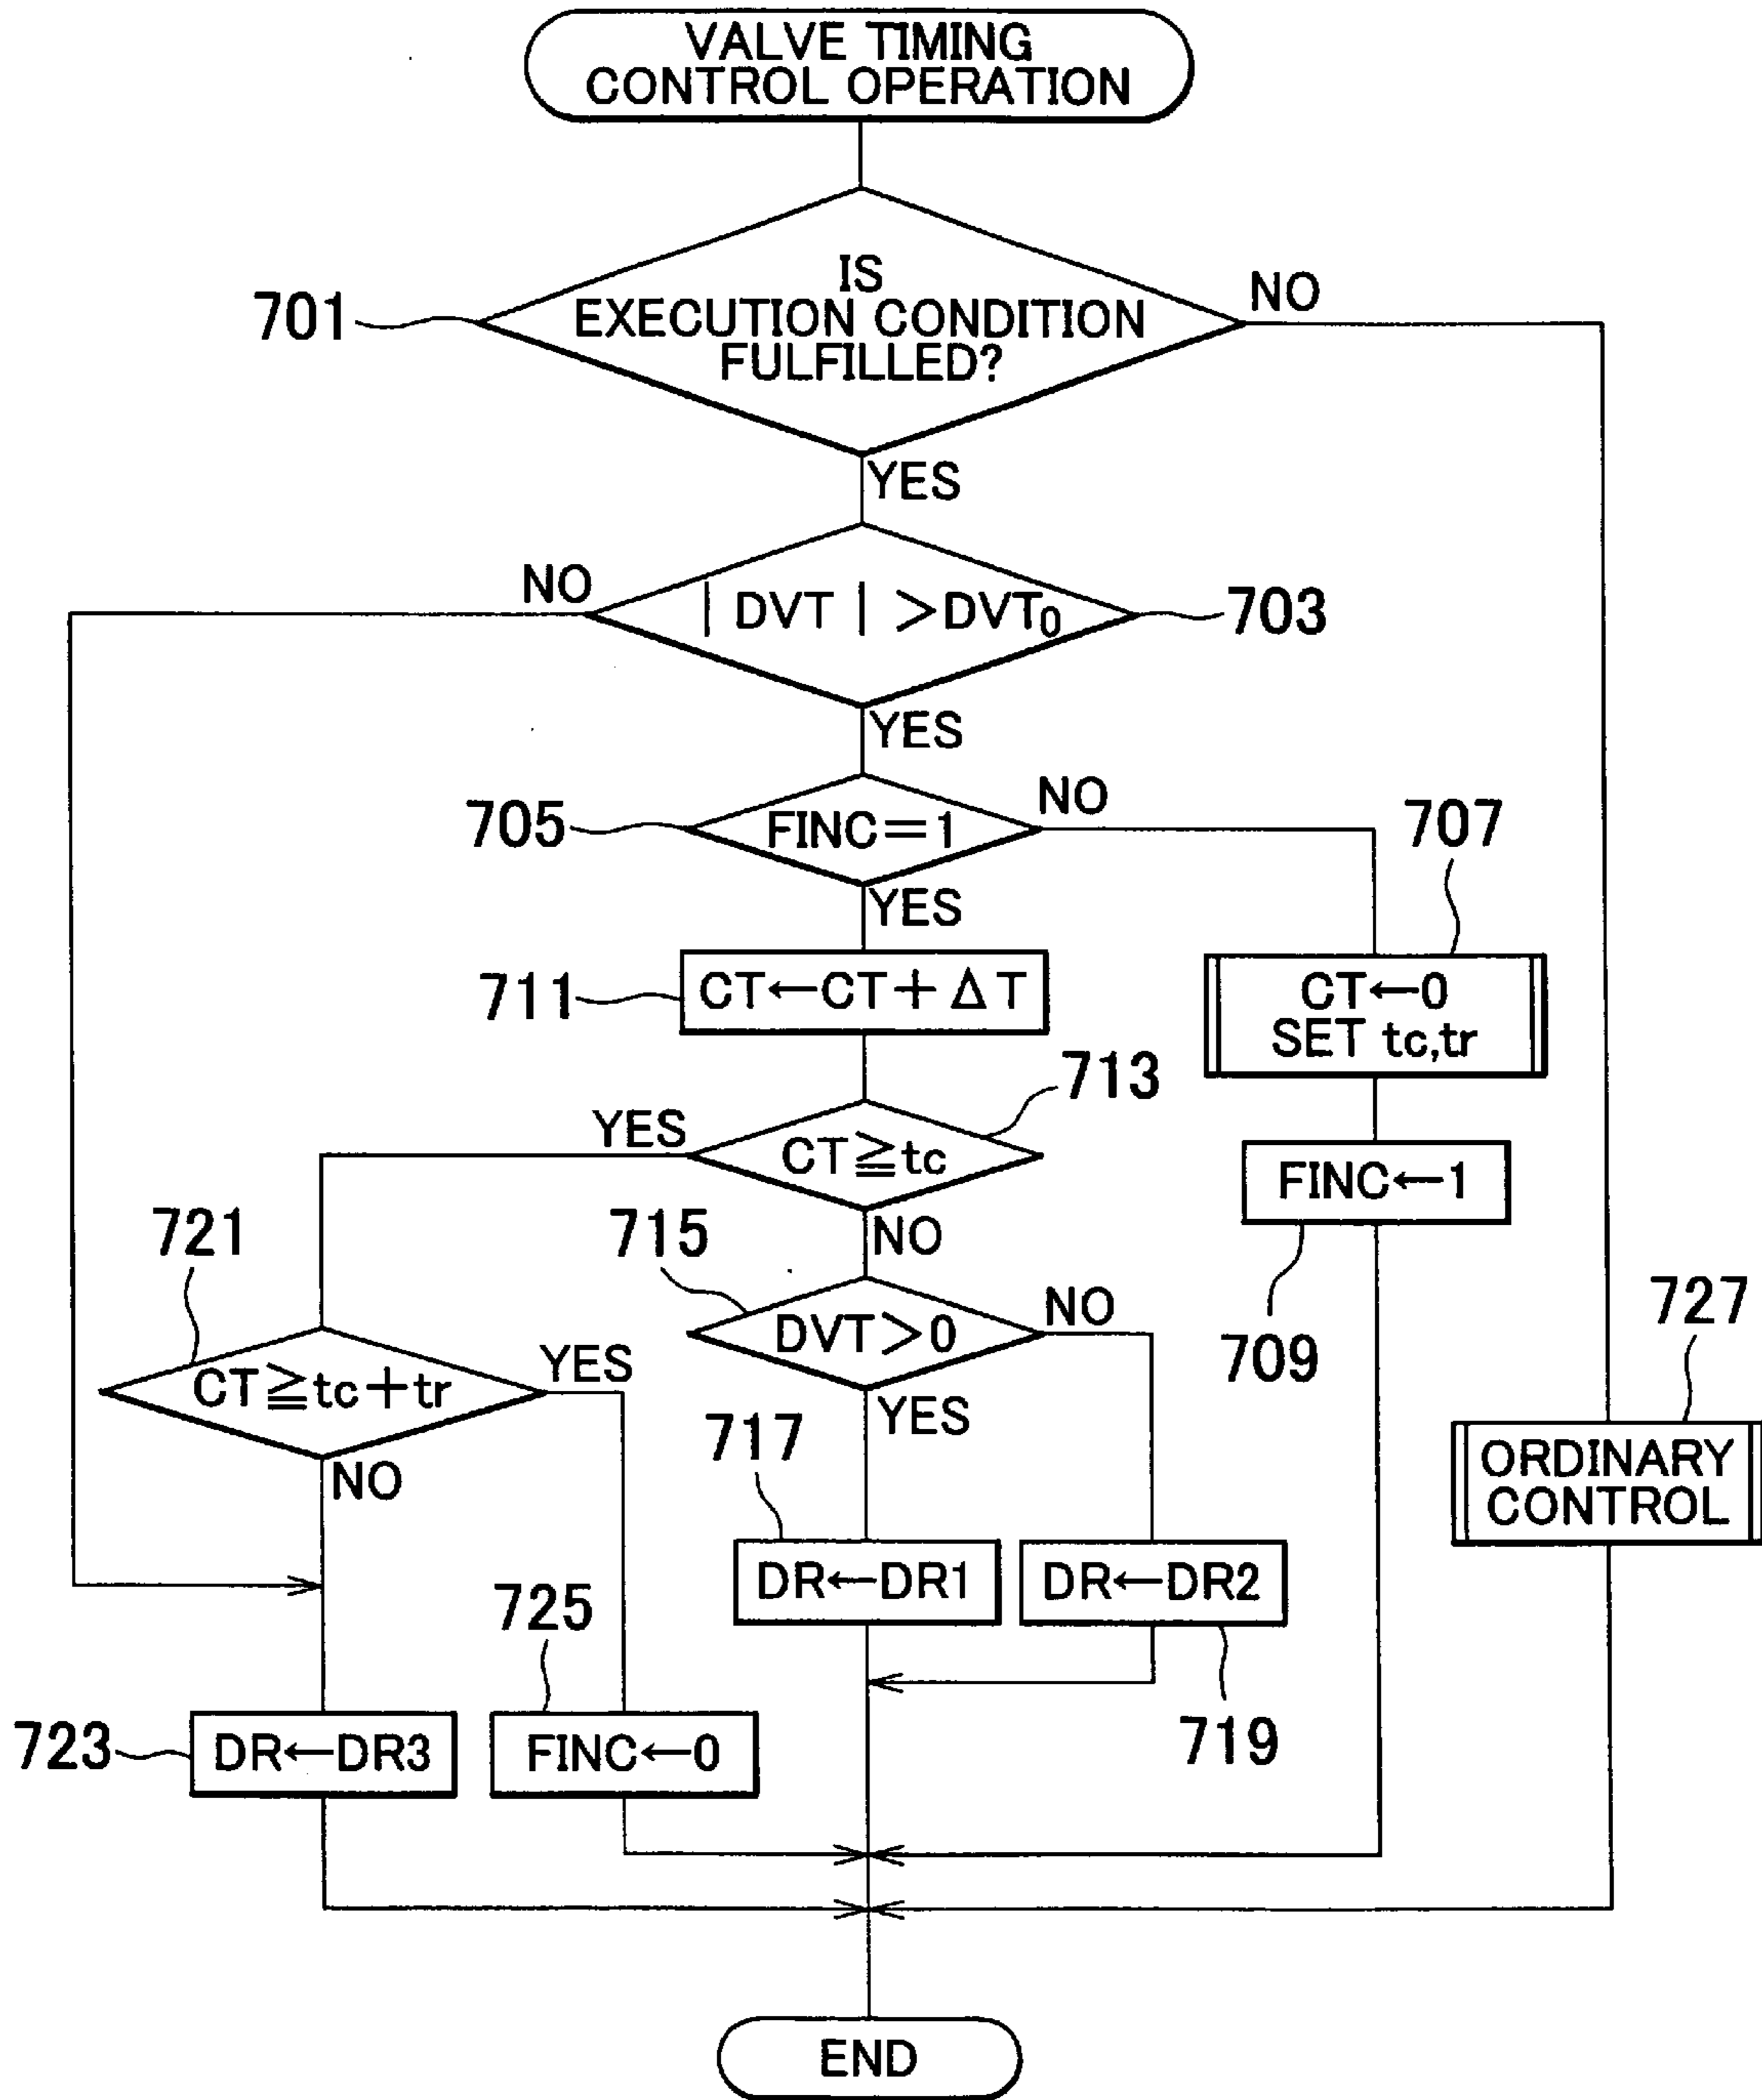 VALVE TIMING
CONTROL OPERATION
701
IS
EXECUTION CONDITION
FULFILLED?
NO
YES
NO
| DVT | >DVT₀
703
YES
705
FINC=1
NO
707
YES
711
CT←CT+ΔT
CT←0
SET tc,tr
713
YES
CT≧tc
FINC←1
721
715
NO
709
727
CT≧tc+tr
YES
DVT>0
NO
NO
717
YES
ORDINARY
CONTROL
725
DR←DR1
DR←DR2
723
DR←DR3
FINC←0
719
END